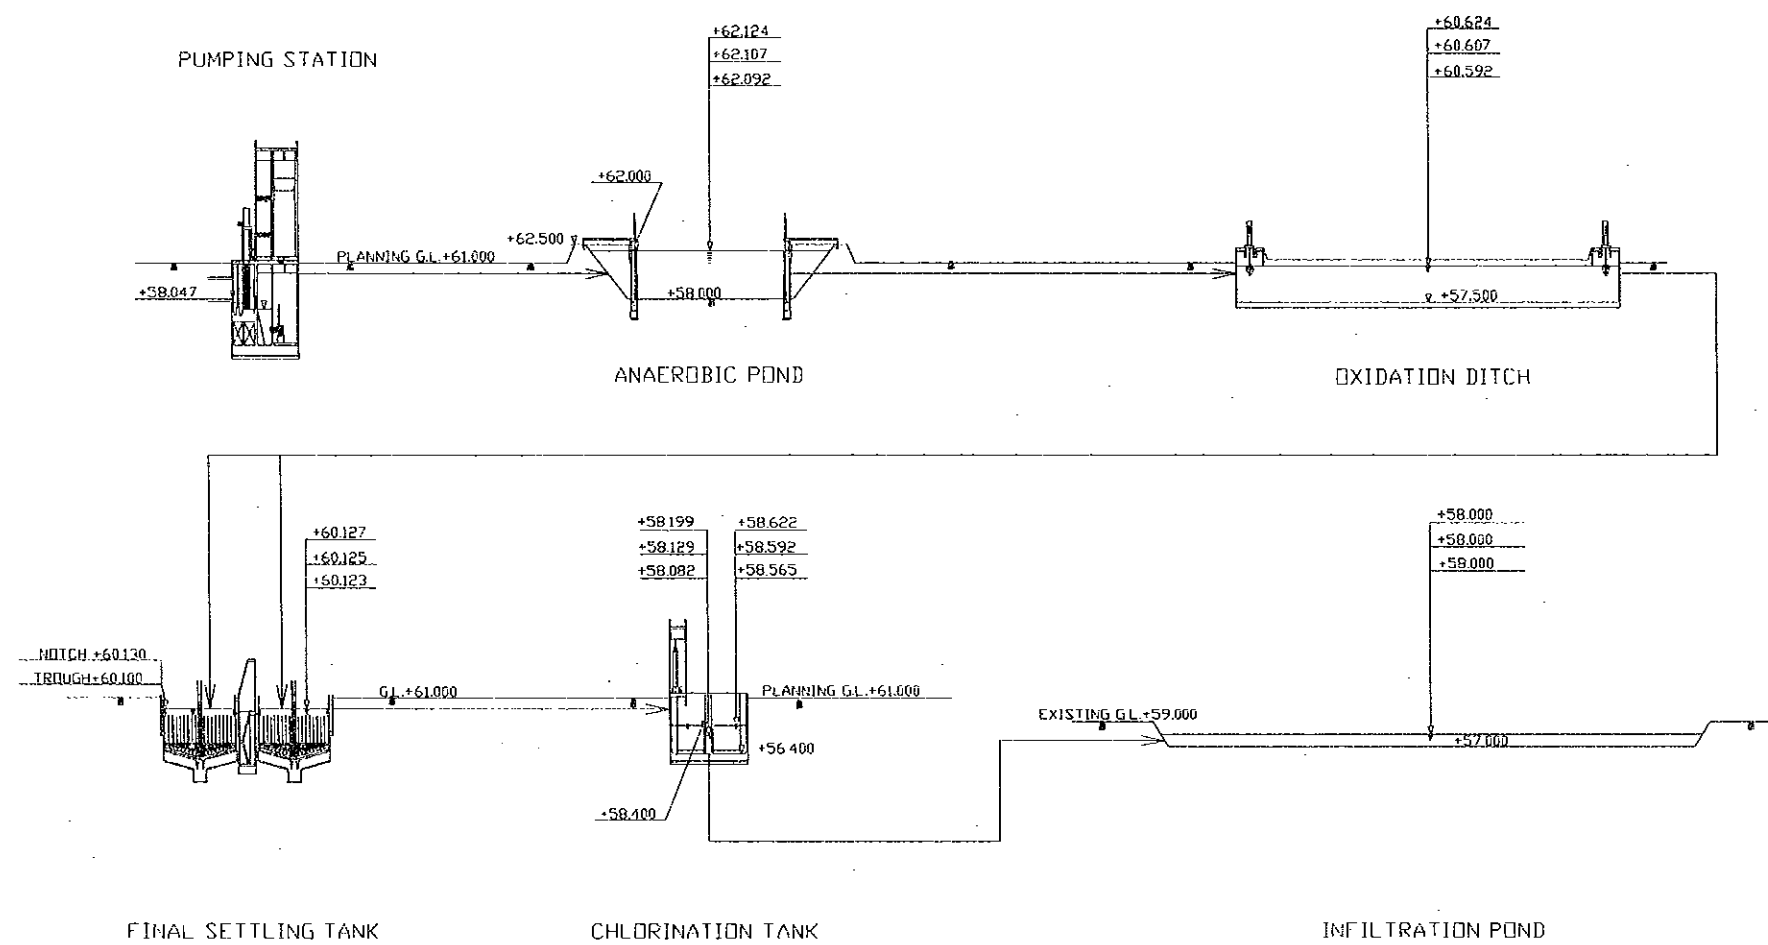 PUMPING STATION
+62.124
+62.107
+62.092
+60.624
+60.607
+60.592
+62.000
+62.500
PLANNING G.L.+61.000
+58.047
+58.000
+57.500
ANAEROBIC POND
OXIDATION DITCH
+60.127
+60.125
+60.123
+58.199
+58.129
+58.082
+58.622
+58.592
+58.565
+58.000
+58.000
+58.000
NOTCH +60.130
TROUGH+60.100
G.L.+61.000
PLANNING G.L.+61.000
EXISTING G.L.+59.000
+56.400
+57.000
+58.400
FINAL SETTLING TANK
CHLORINATION TANK
INFILTRATION POND